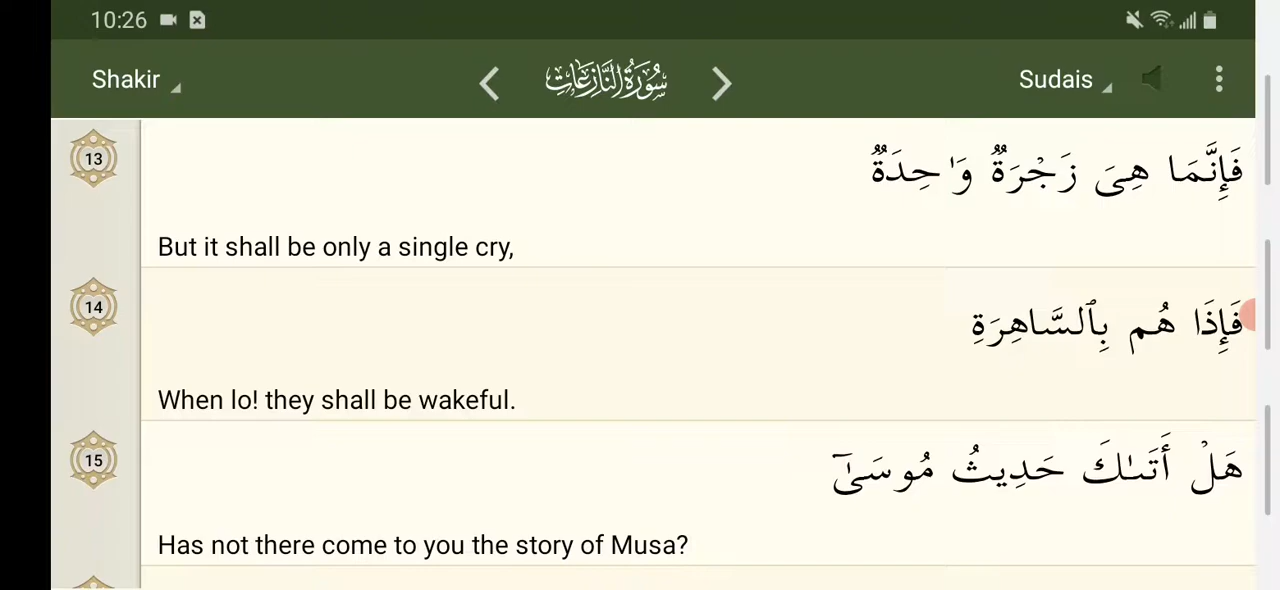 10:26
Shakir
سُورَةُ النَّازِعَاتِ
Sudais
13
فَإِنَّمَا هِىَ زَجْرَةٌ وَٰحِدَةٌ
But it shall be only a single cry,
14
فَإِذَا هُم بِٱلسَّاهِرَةِ
When lo! they shall be wakeful.
15
هَلْ أَتَىٰكَ حَدِيثُ مُوسَىٰٓ
Has not there come to you the story of Musa?